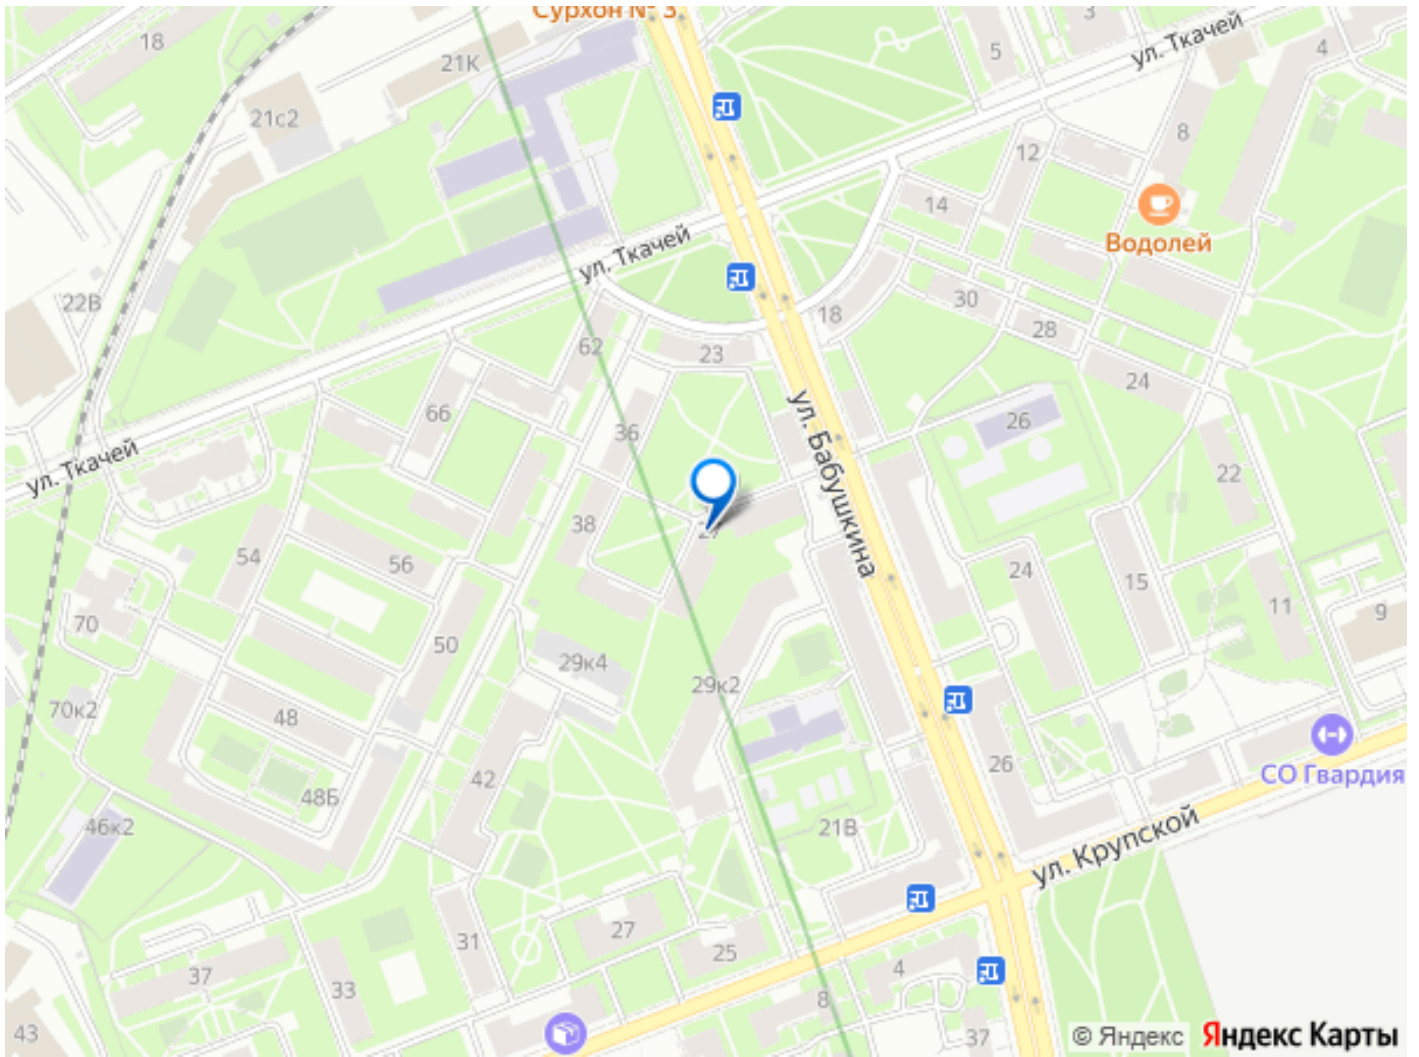 Сурхон № 3
18
21К
5
3
ул. Ткачей
4
21с2
8
12
14
Водолей
ул. Ткачей
22В
30
18
28
62
23
24
66
36
ул. Бабушкина
26
ул. Ткачей
22
38
27
54
56
24
15
11
9
70
50
29к4
29к2
70к2
48
42
26
СО Гвардия
48Б
46к2
21В
ул. Крупской
31
27
25
37
33
4
8
43
37
© Яндекс
Яндекс Карты